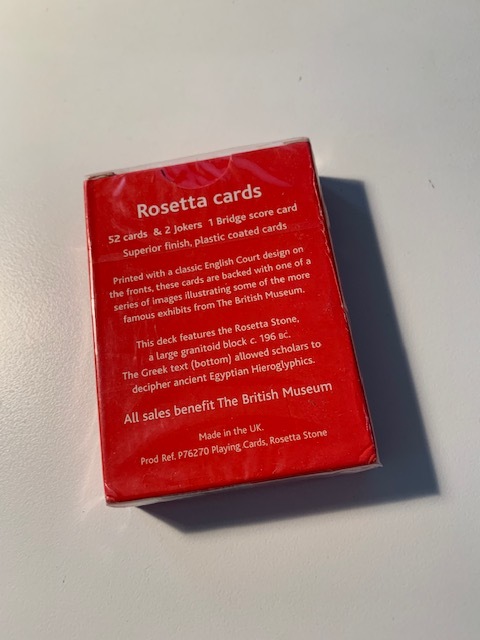 Rosetta cards
52 cards & 2 Jokers 1 Bridge score card
Superior finish, plastic coated cards
Printed with a classic English Court design on
the fronts, these cards are backed with one of a
series of images illustrating some of the more
famous exhibits from The British Museum.
This deck features the Rosetta Stone,
a large granitoid block c. 196 BC.
The Greek text (bottom) allowed scholars to
decipher ancient Egyptian Hieroglyphics.
All sales benefit The British Museum
Made in the UK.
Prod Ref. P76270 Playing Cards, Rosetta Stone